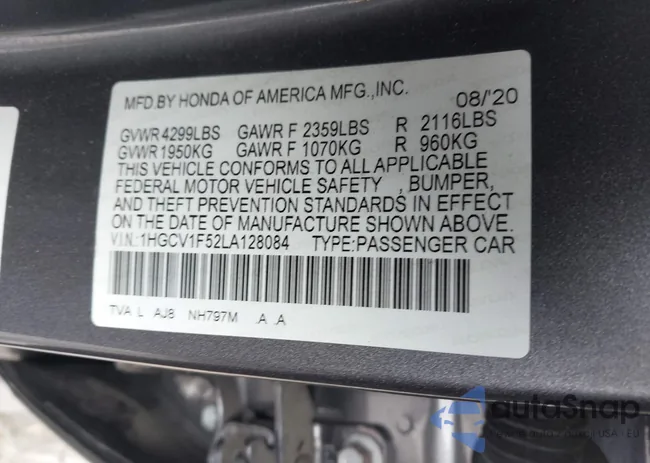 MFD.BY HONDA OF AMERICA MFG.,INC. 08/'20
GVWR 4299LBS GAWR F 2359LBS R 2116LBS
GVWR 1950KG GAWR F 1070KG R 960KG
THIS VEHICLE CONFORMS TO ALL APPLICABLE
FEDERAL MOTOR VEHICLE SAFETY , BUMPER,
AND THEFT PREVENTION STANDARDS IN EFFECT
ON THE DATE OF MANUFACTURE SHOWN ABOVE.
V.I.N.: 1HGCV1F52LA128084 TYPE:PASSENGER CAR
TVA L AJ8 NH797M .A .A
autoSnap
USA - EU